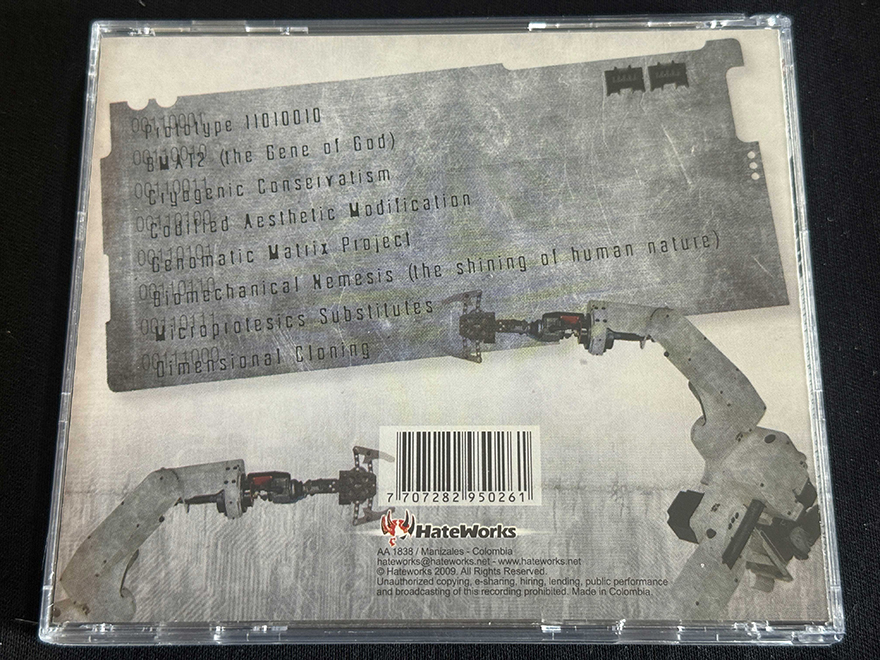 00110001 Prototype 11010010
00110010 BMAT2 (the Gene of God)
00110011 Cryogenic Conservatism
00110100 Codified Aesthetic Modification
00110101 Genomatic Matrix Project
00110110 Biomechanical Nemesis (the shining of human nature)
00110111 Microprotesics Substitutes
00111000 Dimensional Cloning
7 707282 950261
HateWorks
AA 1838 / Manizales - Colombia
hateworks@hateworks.net - www.hateworks.net
© Hateworks 2009. All Rights Reserved.
Unauthorized copying, e-sharing, hiring, lending, public performance
and broadcasting of this recording prohibited. Made in Colombia.